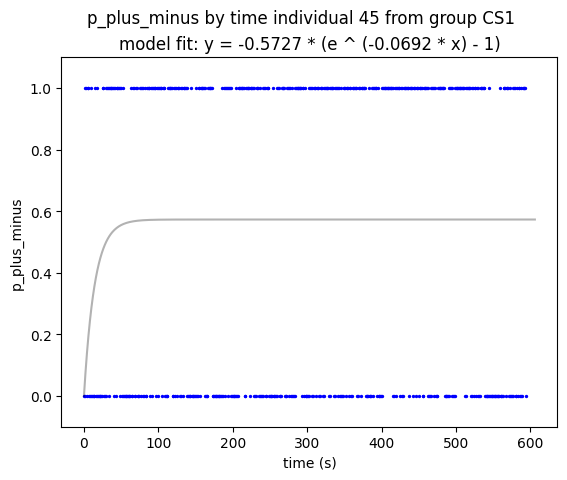 p_plus_minus by time individual 45 from group CS1
model fit: y = -0.5727 * (e ^ (-0.0692 * x) - 1)
1.0
0.8
0.6
0.4
0.2
0.0
p_plus_minus
0 100 200 300 400 500 600
time (s)